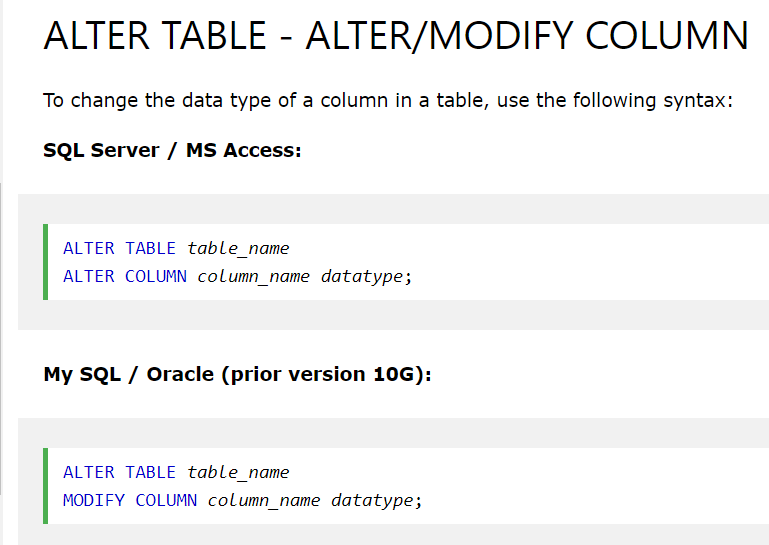 ALTER TABLE - ALTER/MODIFY COLUMN
To change the data type of a column in a table, use the following syntax:
SQL Server / MS Access:
ALTER TABLE table_name
ALTER COLUMN column_name datatype;
My SQL / Oracle (prior version 10G):
ALTER TABLE table_name
MODIFY COLUMN column_name datatype;